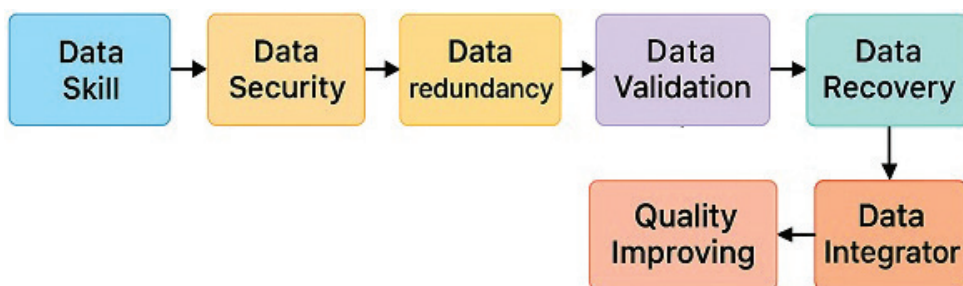 Data
Skill
Data
Security
Data
redundancy
Data
Validation
Data
Recovery
Quality
Improving
Data
Integrator